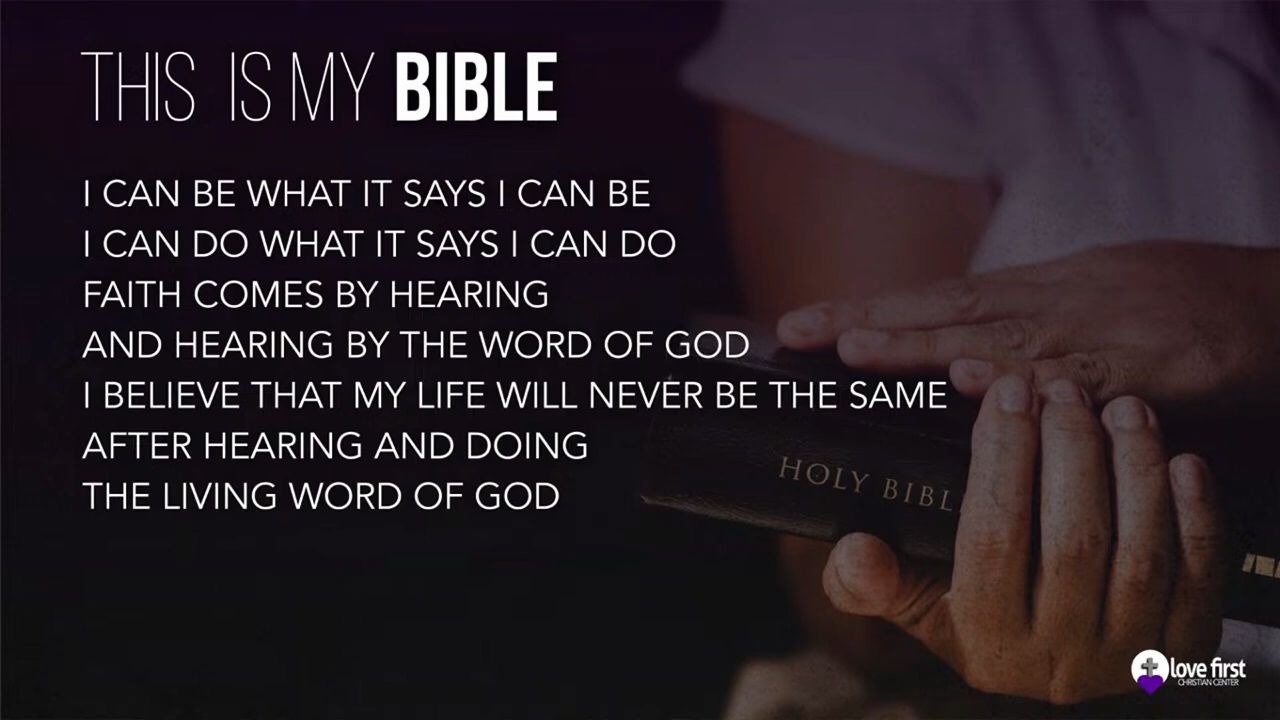 THIS IS MY BIBLE
I CAN BE WHAT IT SAYS I CAN BE
I CAN DO WHAT IT SAYS I CAN DO
FAITH COMES BY HEARING
AND HEARING BY THE WORD OF GOD
I BELIEVE THAT MY LIFE WILL NEVER BE THE SAME
AFTER HEARING AND DOING
THE LIVING WORD OF GOD
HOLY BIBL
love first
CHRISTIAN CENTER